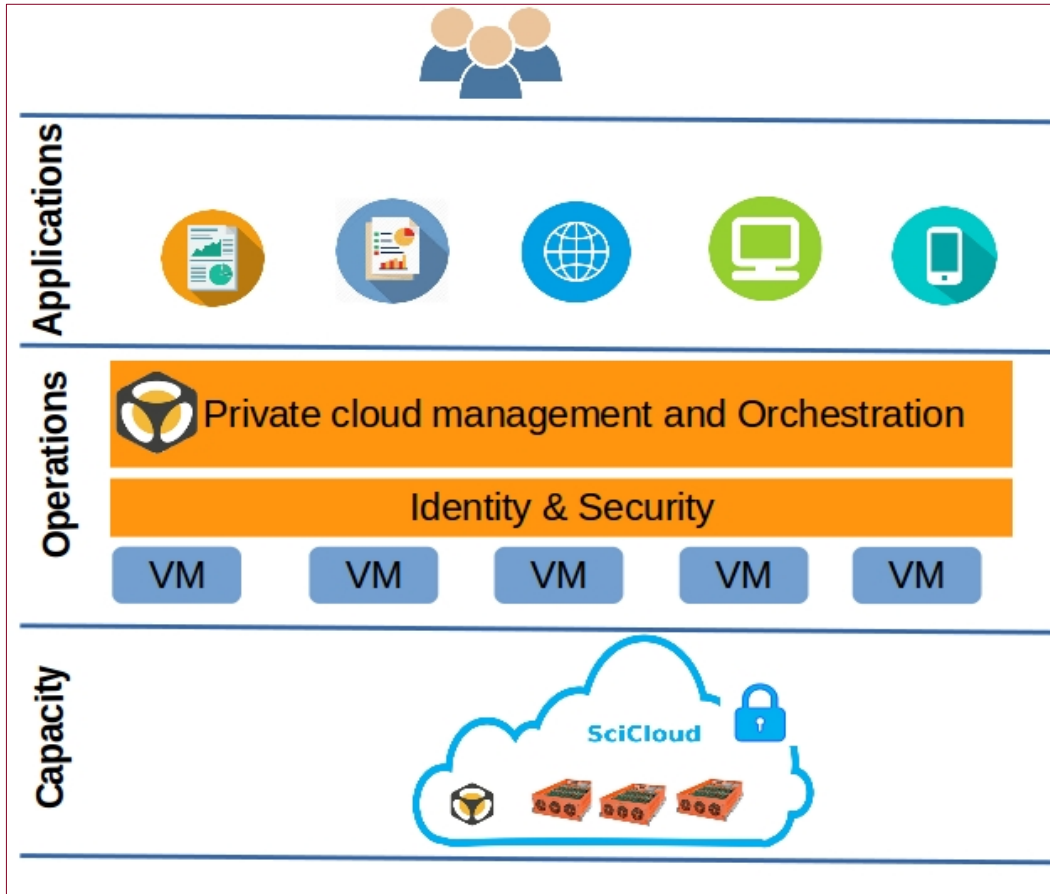 Applications
Operations
Private cloud management and Orchestration
Identity & Security
VM
VM
VM
VM
VM
Capacity
SciCloud